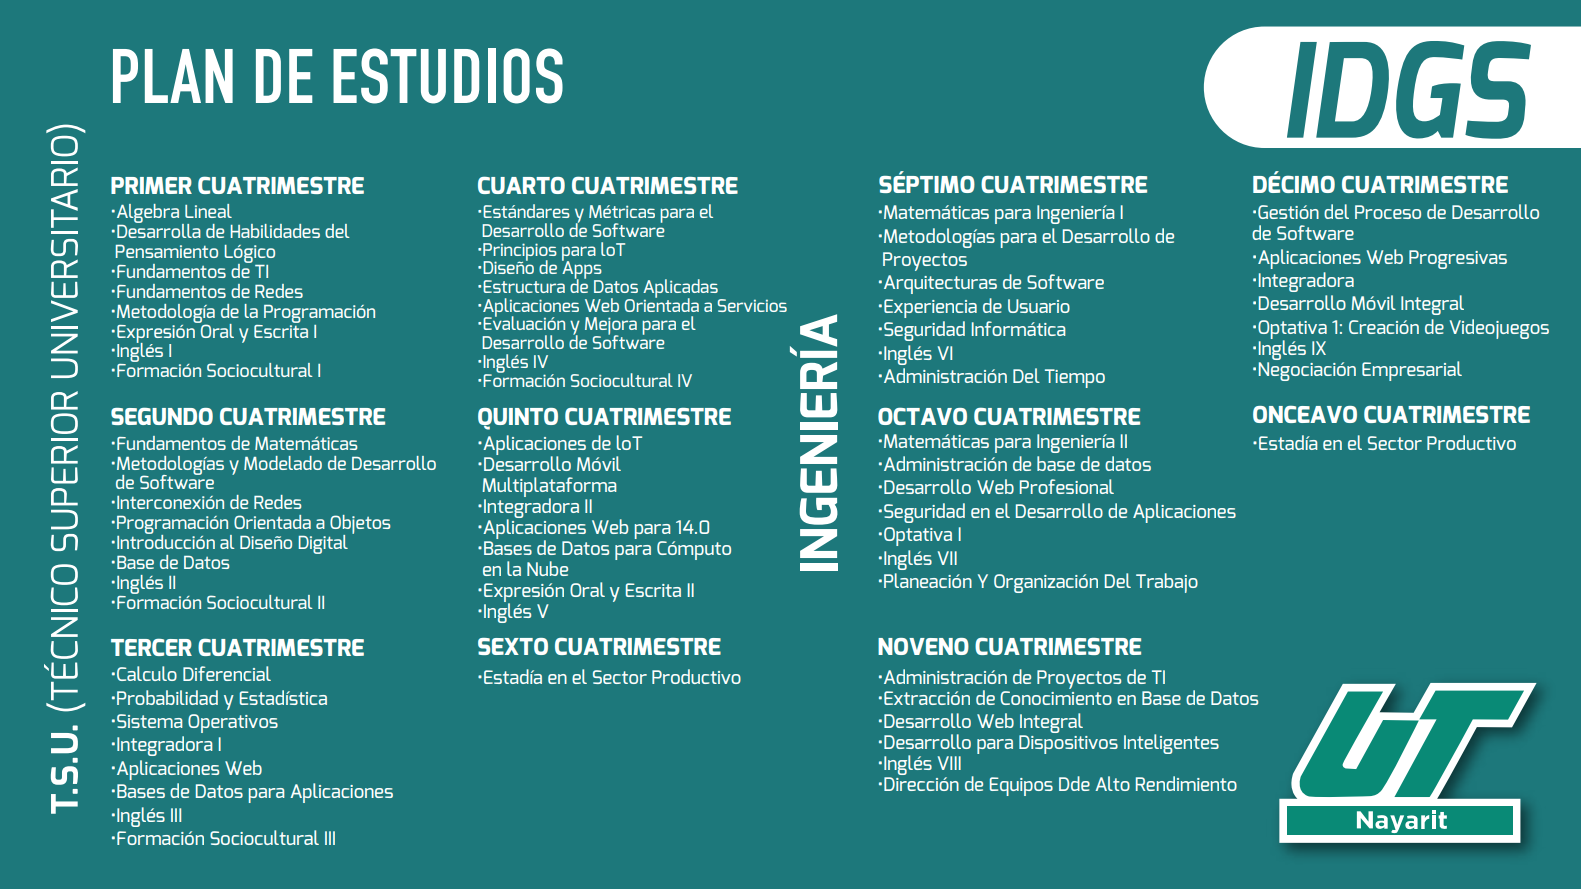 PLAN DE ESTUDIOS
IDGS
T.S.U. (TÉCNICO SUPERIOR UNIVERSITARIO)
PRIMER CUATRIMESTRE
·Algebra Lineal
·Desarrolla de Habilidades del
Pensamiento Lógico
·Fundamentos de TI
·Fundamentos de Redes
·Metodología de la Programación
·Expresión Oral y Escrita I
·Inglés I
·Formación Sociocultural I
SEGUNDO CUATRIMESTRE
·Fundamentos de Matemáticas
·Metodologías y Modelado de Desarrollo
de Software
·Interconexión de Redes
·Programación Orientada a Objetos
·Introducción al Diseño Digital
·Base de Datos
·Inglés II
·Formación Sociocultural II
TERCER CUATRIMESTRE
·Calculo Diferencial
·Probabilidad y Estadística
·Sistema Operativos
·Integradora I
·Aplicaciones Web
·Bases de Datos para Aplicaciones
·Inglés III
·Formación Sociocultural III
CUARTO CUATRIMESTRE
·Estándares y Métricas para el
Desarrollo de Software
·Principios para loT
·Diseño de Apps
·Estructura de Datos Aplicadas
·Aplicaciones Web Orientada a Servicios
·Evaluación y Mejora para el
Desarrollo de Software
·Inglés IV
·Formación Sociocultural IV
QUINTO CUATRIMESTRE
·Aplicaciones de loT
·Desarrollo Móvil
Multiplataforma
·Integradora II
·Aplicaciones Web para 14.0
·Bases de Datos para Cómputo
en la Nube
·Expresión Oral y Escrita II
·Inglés V
SEXTO CUATRIMESTRE
·Estadía en el Sector Productivo
INGENIERÍA
SÉPTIMO CUATRIMESTRE
·Matemáticas para Ingeniería I
·Metodologías para el Desarrollo de
Proyectos
·Arquitecturas de Software
·Experiencia de Usuario
·Seguridad Informática
·Inglés VI
·Administración Del Tiempo
OCTAVO CUATRIMESTRE
·Matemáticas para Ingeniería II
·Administración de base de datos
·Desarrollo Web Profesional
·Seguridad en el Desarrollo de Aplicaciones
·Optativa I
·Inglés VII
·Planeación Y Organización Del Trabajo
NOVENO CUATRIMESTRE
·Administración de Proyectos de TI
·Extracción de Conocimiento en Base de Datos
·Desarrollo Web Integral
·Desarrollo para Dispositivos Inteligentes
·Inglés VIII
·Dirección de Equipos Dde Alto Rendimiento
DÉCIMO CUATRIMESTRE
·Gestión del Proceso de Desarrollo
de Software
·Aplicaciones Web Progresivas
·Integradora
·Desarrollo Móvil Integral
·Optativa 1: Creación de Videojuegos
·Inglés IX
·Negociación Empresarial
ONCEAVO CUATRIMESTRE
·Estadía en el Sector Productivo
UT
Nayarit